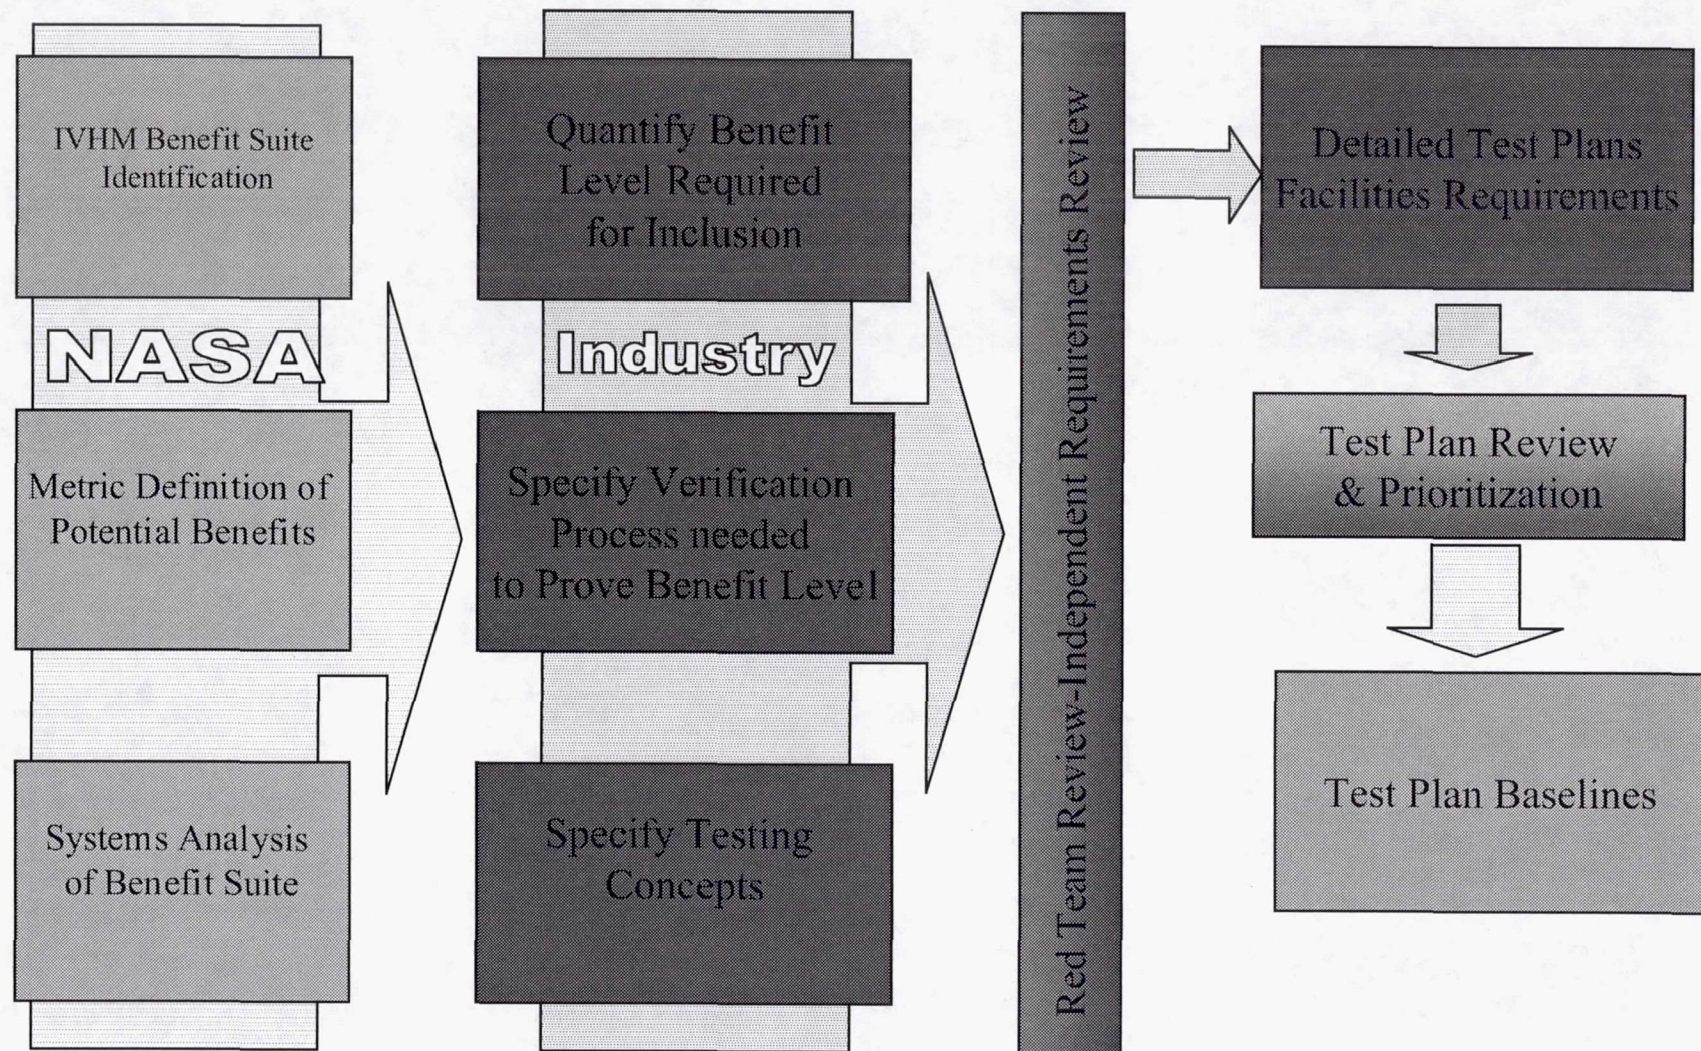 IVHM Benefit Suite
Identification
NASA
Metric Definition of
Potential Benefits
Systems Analysis
of Benefit Suite
Quantify Benefit
Level Required
for Inclusion
Industry
Specify Verification
Process needed
to Prove Benefit Level
Specify Testing
Concepts
Red Team Review-Independent Requirements Review
Detailed Test Plans
Facilities Requirements
Test Plan Review
& Prioritization
Test Plan Baselines